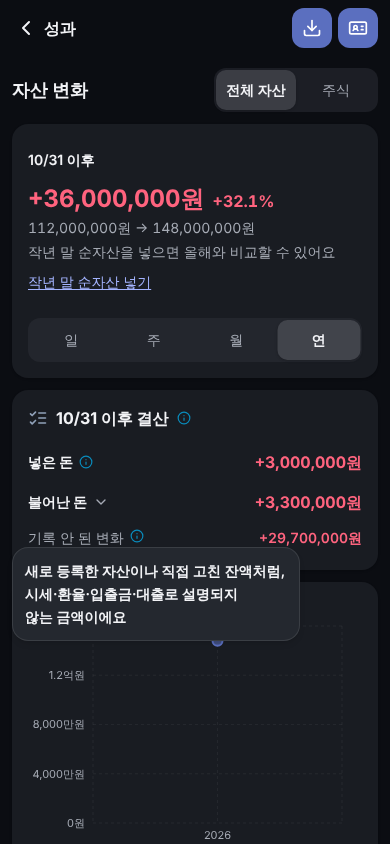 성과
자산 변화
전체 자산
주식
10/31 이후
+36,000,000원 +32.1%
112,000,000원 → 148,000,000원
작년 말 순자산을 넣으면 올해와 비교할 수 있어요
작년 말 순자산 넣기
일 주 월 연
10/31 이후 결산
넣은 돈 +3,000,000원
불어난 돈 +3,300,000원
기록 안 된 변화 +29,700,000원
새로 등록한 자산이나 직접 고친 잔액처럼,
시세·환율·입출금·대출로 설명되지
않는 금액이에요
1.2억원
8,000만원
4,000만원
0원
2026